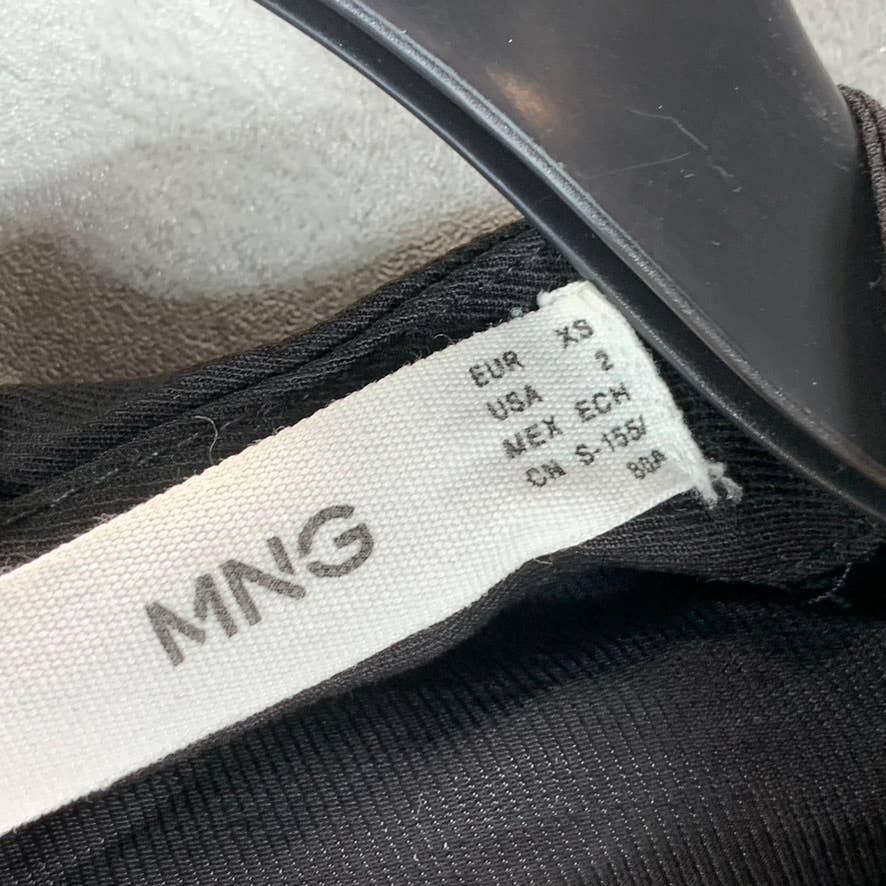 MNG
EUR XS
USA 2
MEX ECH
CN S-155/
80A